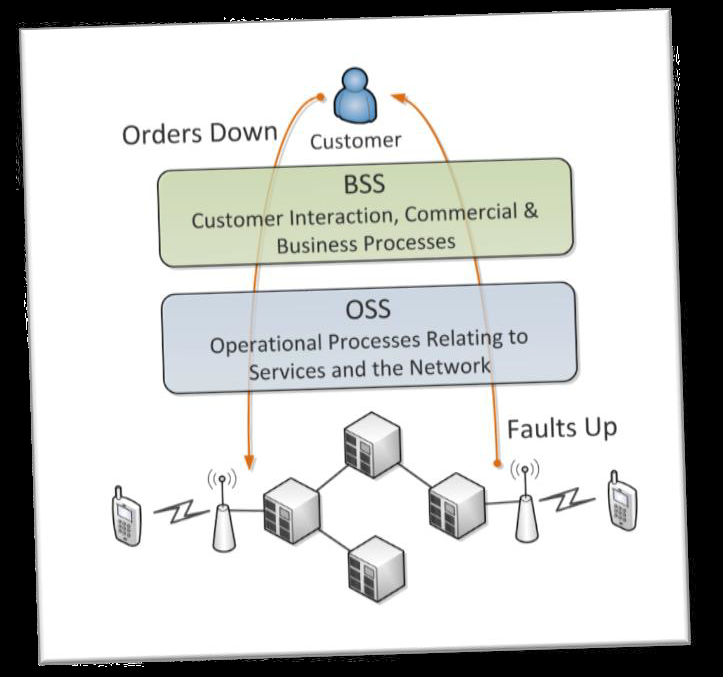 Orders Down
Customer
BSS
Customer Interaction, Commercial &
Business Processes
OSS
Operational Processes Relating to
Services and the Network
Faults Up